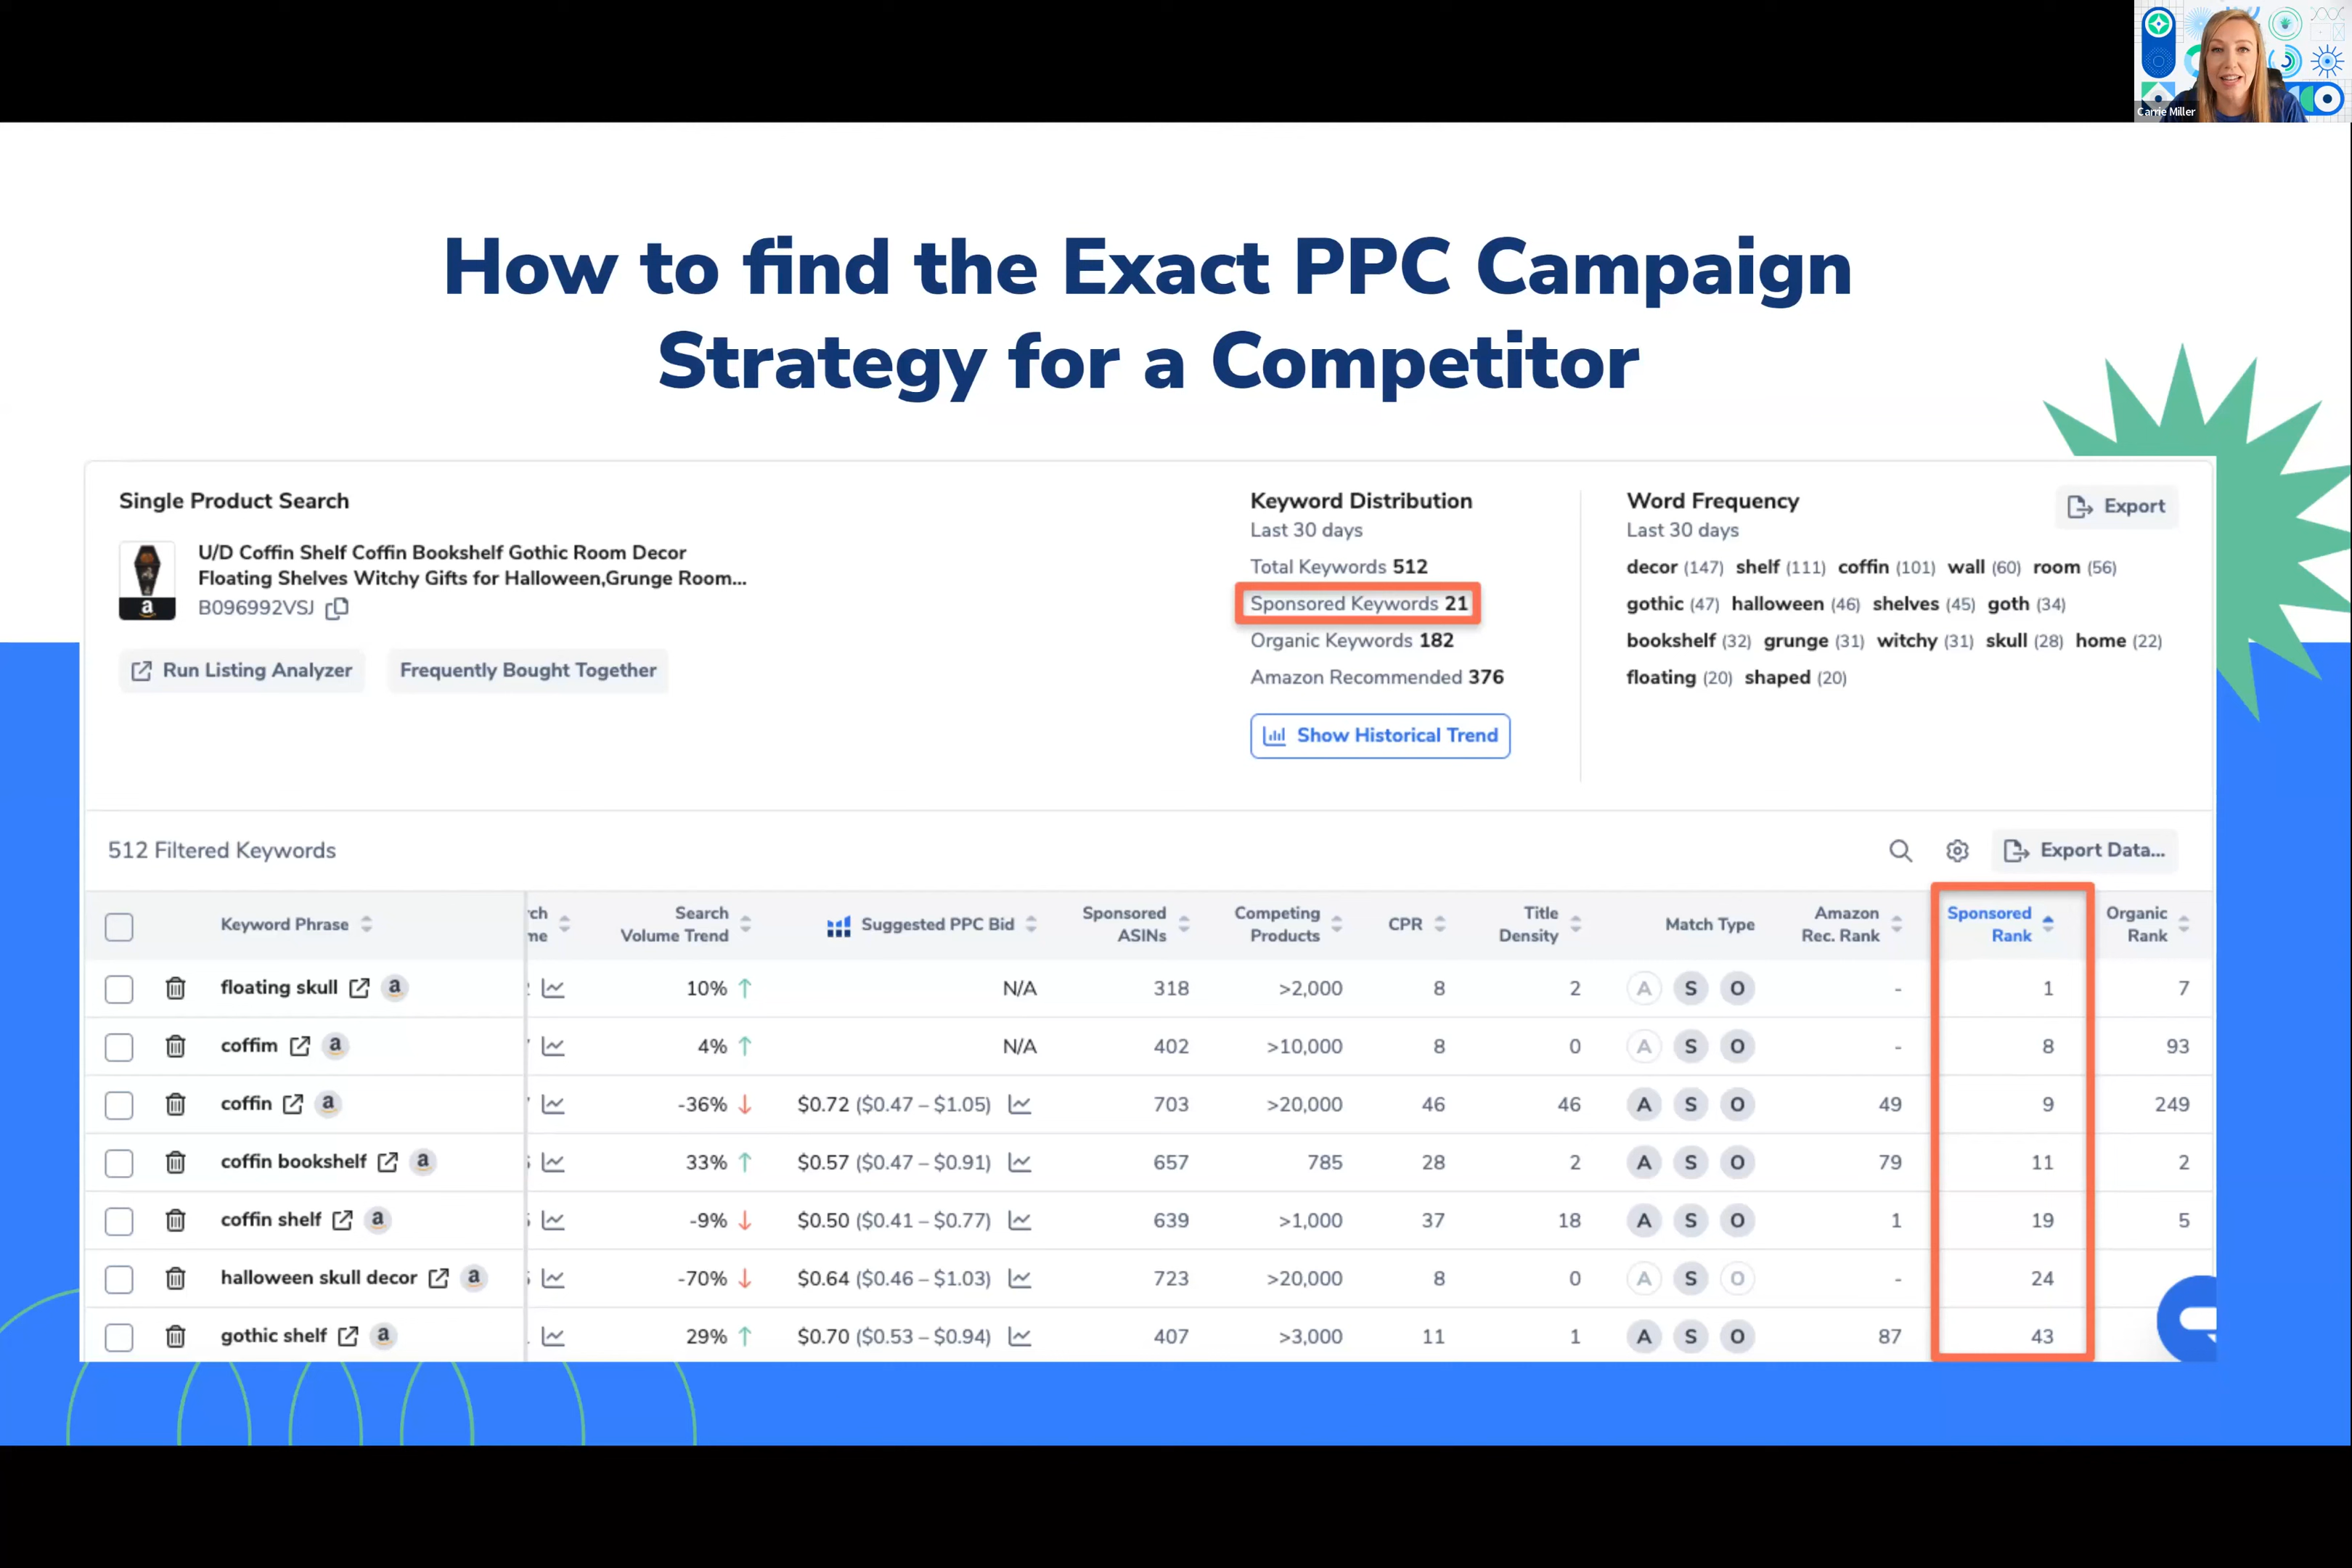 Carrie Miller
How to find the Exact PPC Campaign
Strategy for a Competitor
Single Product Search
U/D Coffin Shelf Coffin Bookshelf Gothic Room Decor
Floating Shelves Witchy Gifts for Halloween,Grunge Room...
a
B096992VSJ
Run Listing Analyzer
Frequently Bought Together
Keyword Distribution
Last 30 days
Total Keywords 512
Sponsored Keywords 21
Organic Keywords 182
Amazon Recommended 376
Show Historical Trend
Word Frequency
Export
Last 30 days
decor (147) shelf (111) coffin (101) wall (60) room (56)
gothic (47) halloween (46) shelves (45) goth (34)
bookshelf (32) grunge (31) witchy (31) skull (28) home (22)
floating (20) shaped (20)
512 Filtered Keywords
Export Data...
Keyword Phrase
rch
me
Search
Volume Trend
Suggested PPC Bid
Sponsored
ASINs
Competing
Products
CPR
Title
Density
Match Type
Amazon
Rec. Rank
Sponsored
Rank
Organic
Rank
floating skull a 10% N/A 318 >2,000 8 2 A S O - 1 7
coffim a 4% N/A 402 >10,000 8 0 A S O - 8 93
coffin a -36% $0.72 ($0.47 – $1.05) 703 >20,000 46 46 A S O 49 9 249
coffin bookshelf a 33% $0.57 ($0.47 – $0.91) 657 785 28 2 A S O 79 11 2
coffin shelf a -9% $0.50 ($0.41 – $0.77) 639 >1,000 37 18 A S O 1 19 5
halloween skull decor a -70% $0.64 ($0.46 – $1.03) 723 >20,000 8 0 A S O - 24
gothic shelf a 29% $0.70 ($0.53 – $0.94) 407 >3,000 11 1 A S O 87 43